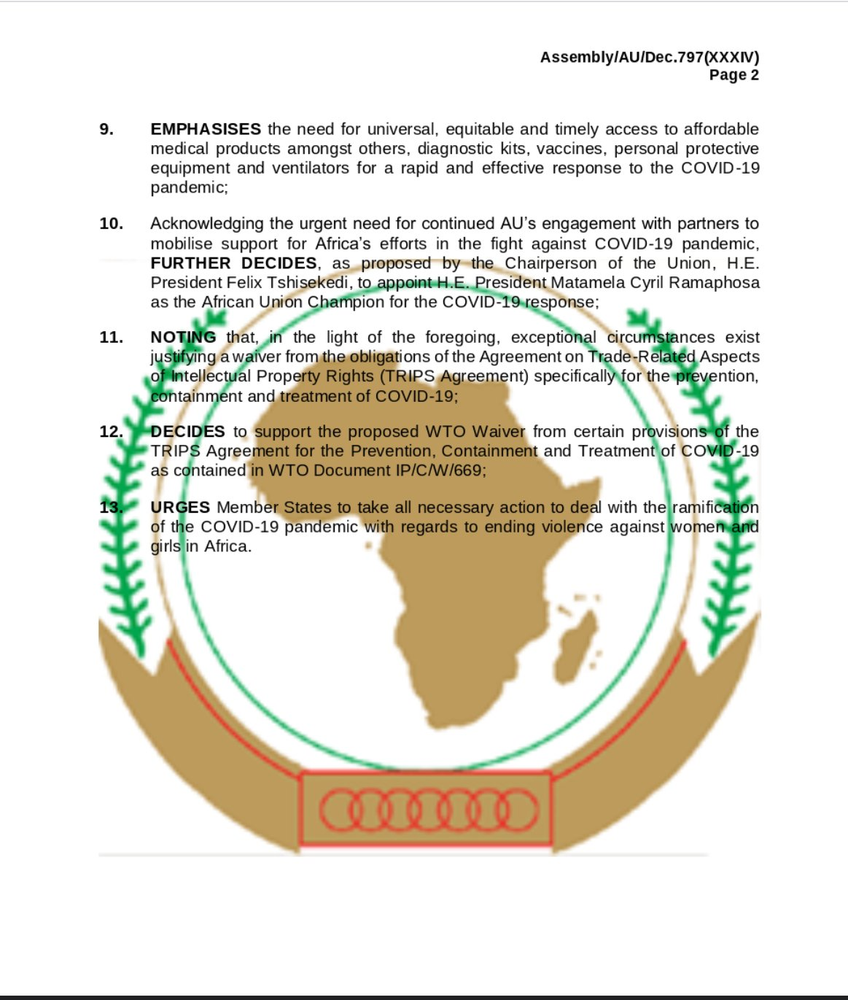 Assembly/AU/Dec.797(XXXIV)
Page 2
9. EMPHASISES the need for universal, equitable and timely access to affordable
medical products amongst others, diagnostic kits, vaccines, personal protective
equipment and ventilators for a rapid and effective response to the COVID-19
pandemic;
10. Acknowledging the urgent need for continued AU’s engagement with partners to
mobilise support for Africa’s efforts in the fight against COVID-19 pandemic,
FURTHER DECIDES, as proposed by the Chairperson of the Union, H.E.
President Felix Tshisekedi, to appoint H.E. President Matamela Cyril Ramaphosa
as the African Union Champion for the COVID-19 response;
11. NOTING that, in the light of the foregoing, exceptional circumstances exist
justifying a waiver from the obligations of the Agreement on Trade-Related Aspects
of Intellectual Property Rights (TRIPS Agreement) specifically for the prevention,
containment and treatment of COVID-19;
12. DECIDES to support the proposed WTO Waiver from certain provisions of the
TRIPS Agreement for the Prevention, Containment and Treatment of COVID-19
as contained in WTO Document IP/C/W/669;
13. URGES Member States to take all necessary action to deal with the ramification
of the COVID-19 pandemic with regards to ending violence against women and
girls in Africa.